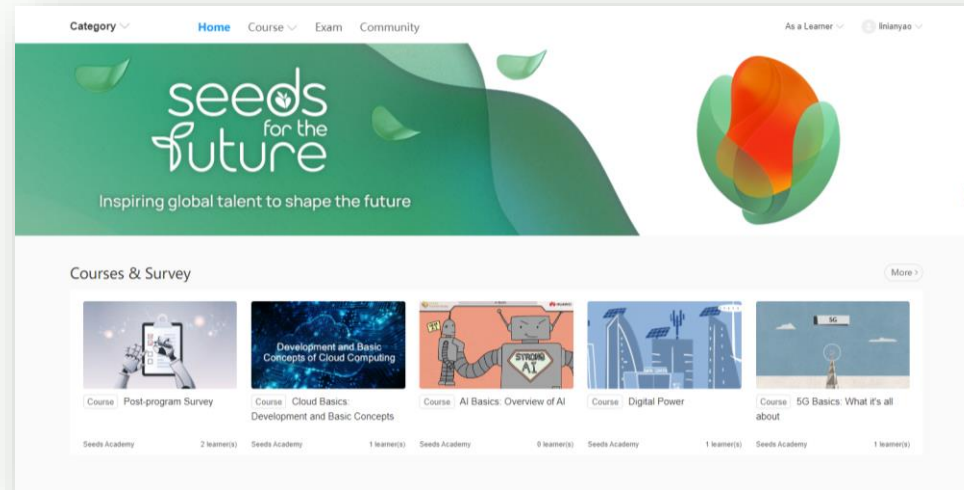 Category
Home Course Exam Community
As a Learner linianyao
seeds
for the
future
Inspiring global talent to shape the future
Courses & Survey
More >
Development and Basic
Concepts of Cloud Computing
AI
STRONG
AI
5G
Course Post-program Survey
Course Cloud Basics:
Development and Basic Concepts
Course AI Basics: Overview of AI
Course Digital Power
Course 5G Basics: What it's all
about
Seeds Academy 2 learner(s)
Seeds Academy 1 learner(s)
Seeds Academy 0 learner(s)
Seeds Academy 1 learner(s)
Seeds Academy 1 learner(s)